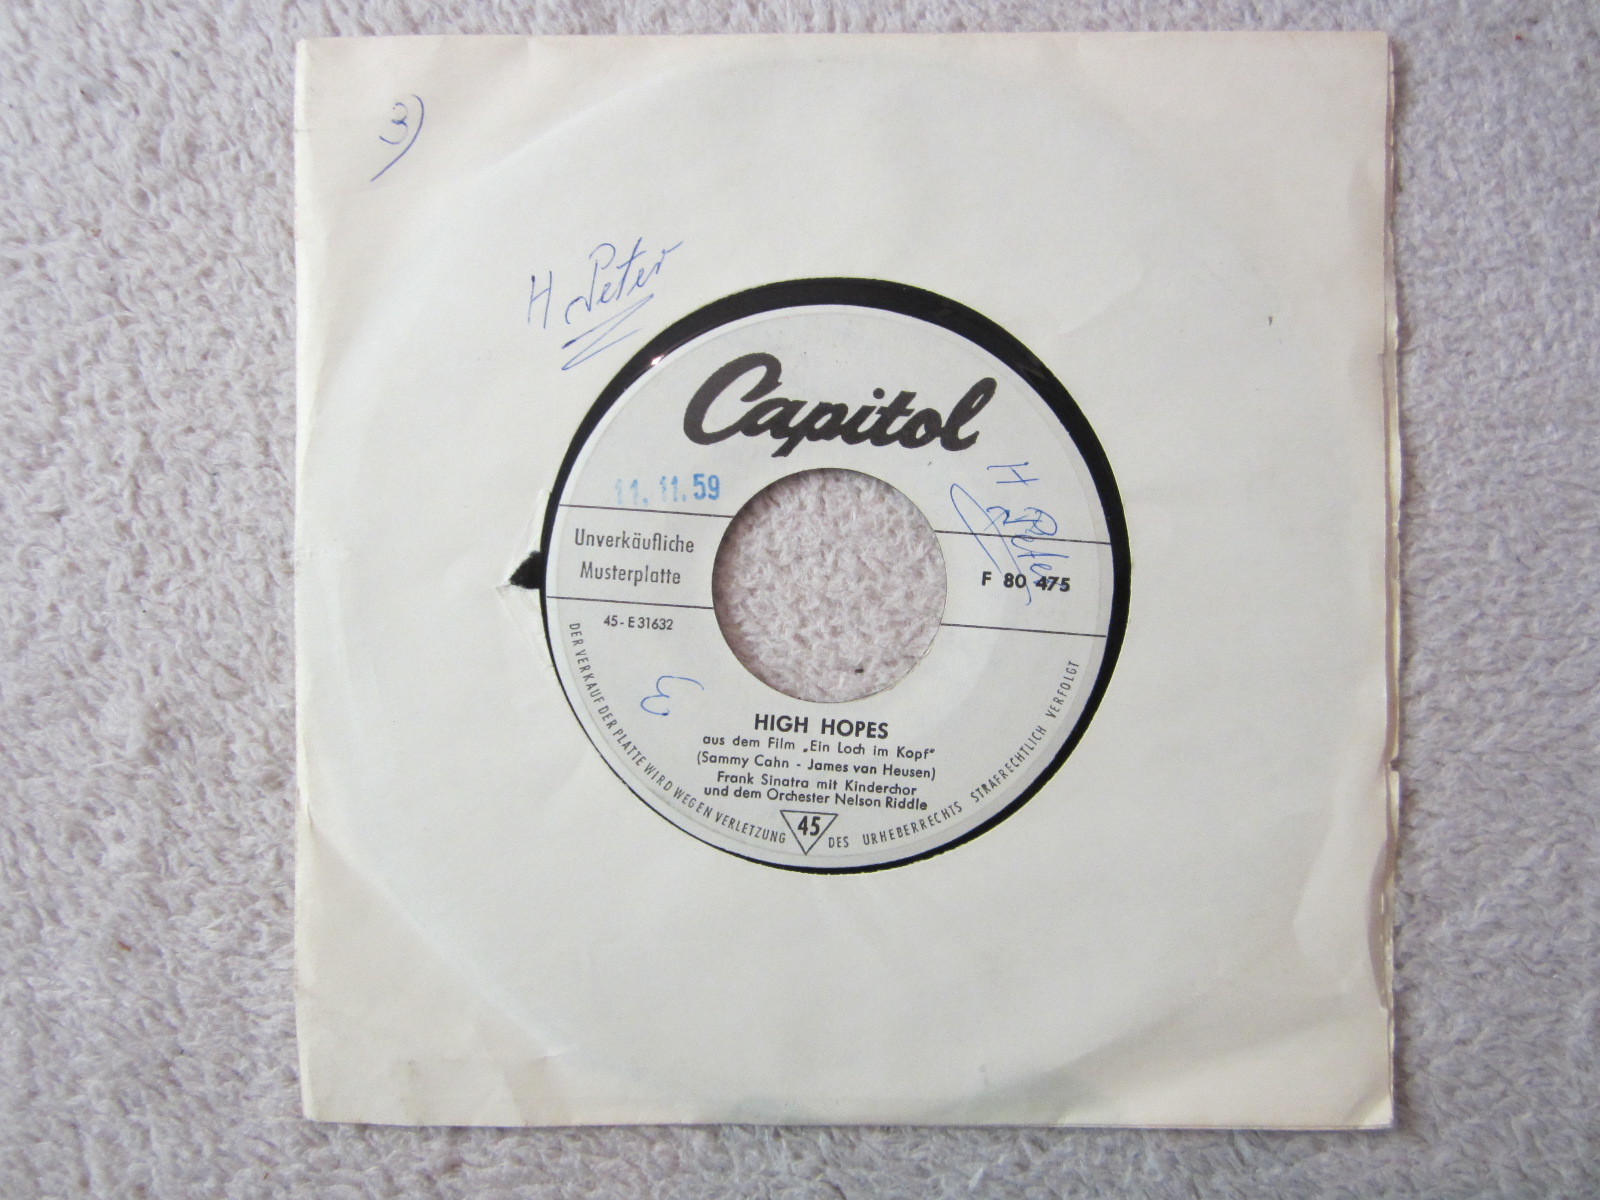 H Peter
Capitol
11. 11. 59
H Peter
Unverkäufliche
Musterplatte
F 80 475
45-E 31632
HIGH HOPES
aus dem Film „Ein Loch im Kopf"
(Sammy Cahn - James van Heusen)
Frank Sinatra mit Kinderchor
und dem Orchester Nelson Riddle
45
DER VERKAUF DER PLATTE WIRD WEGEN VERLETZUNG DES URHEBERRECHTS STRAFRECHTLICH VERFOLGT